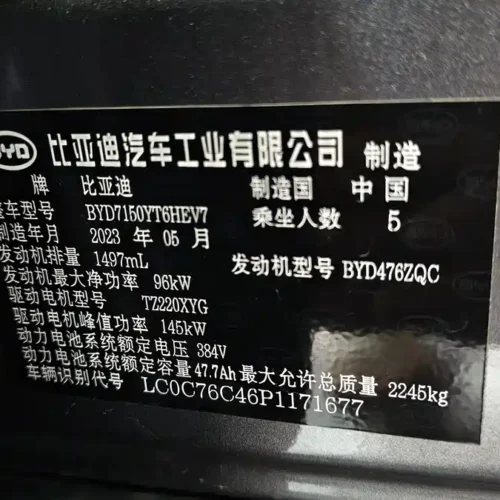 BYD 比亚迪汽车工业有限公司 制造
牌 比亚迪 制造国 中国
整车型号 BYD7150YT6HEV7 乘坐人数 5
制造年月 2023 年 05 月
发动机排量 1497mL 发动机型号 BYD476ZQC
发动机最大净功率 96kW
驱动电机型号 TZ220XYG
驱动电机峰值功率 145kW
动力电池系统额定电压 384V
动力电池系统额定容量 47.7Ah 最大允许总质量 2245kg
车辆识别代号 LC0C76C46P1171677